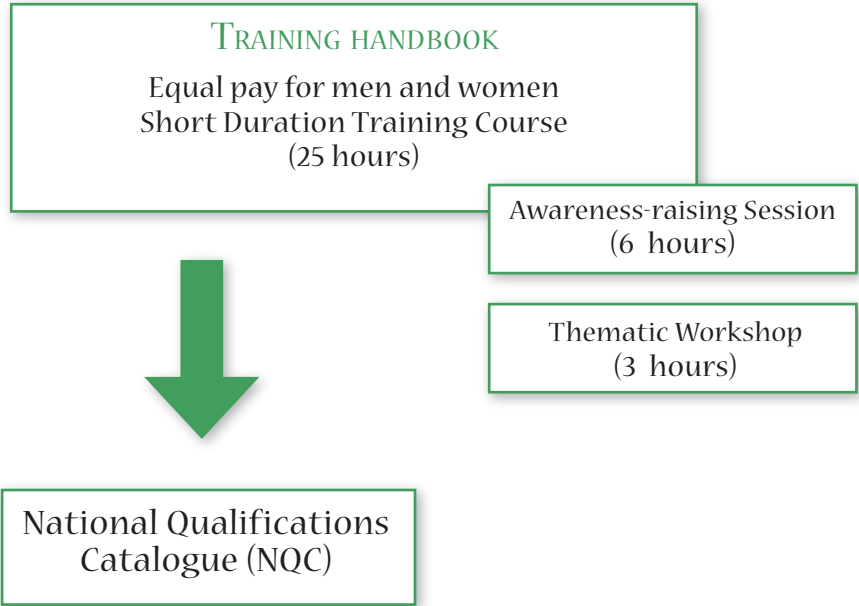 TRAINING HANDBOOK
Equal pay for men and women
Short Duration Training Course
(25 hours)
Awareness-raising Session
(6 hours)
Thematic Workshop
(3 hours)
National Qualifications
Catalogue (NQC)